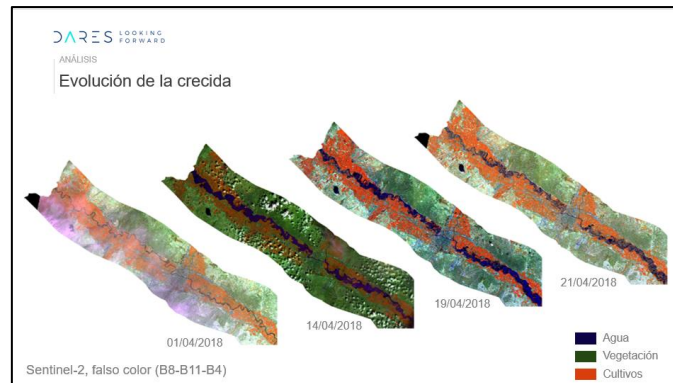 DARES LOOKING
FORWARD
ANÁLISIS
Evolución de la crecida
01/04/2018
14/04/2018
19/04/2018
21/04/2018
Agua
Vegetación
Cultivos
Sentinel-2, falso color (B8-B11-B4)